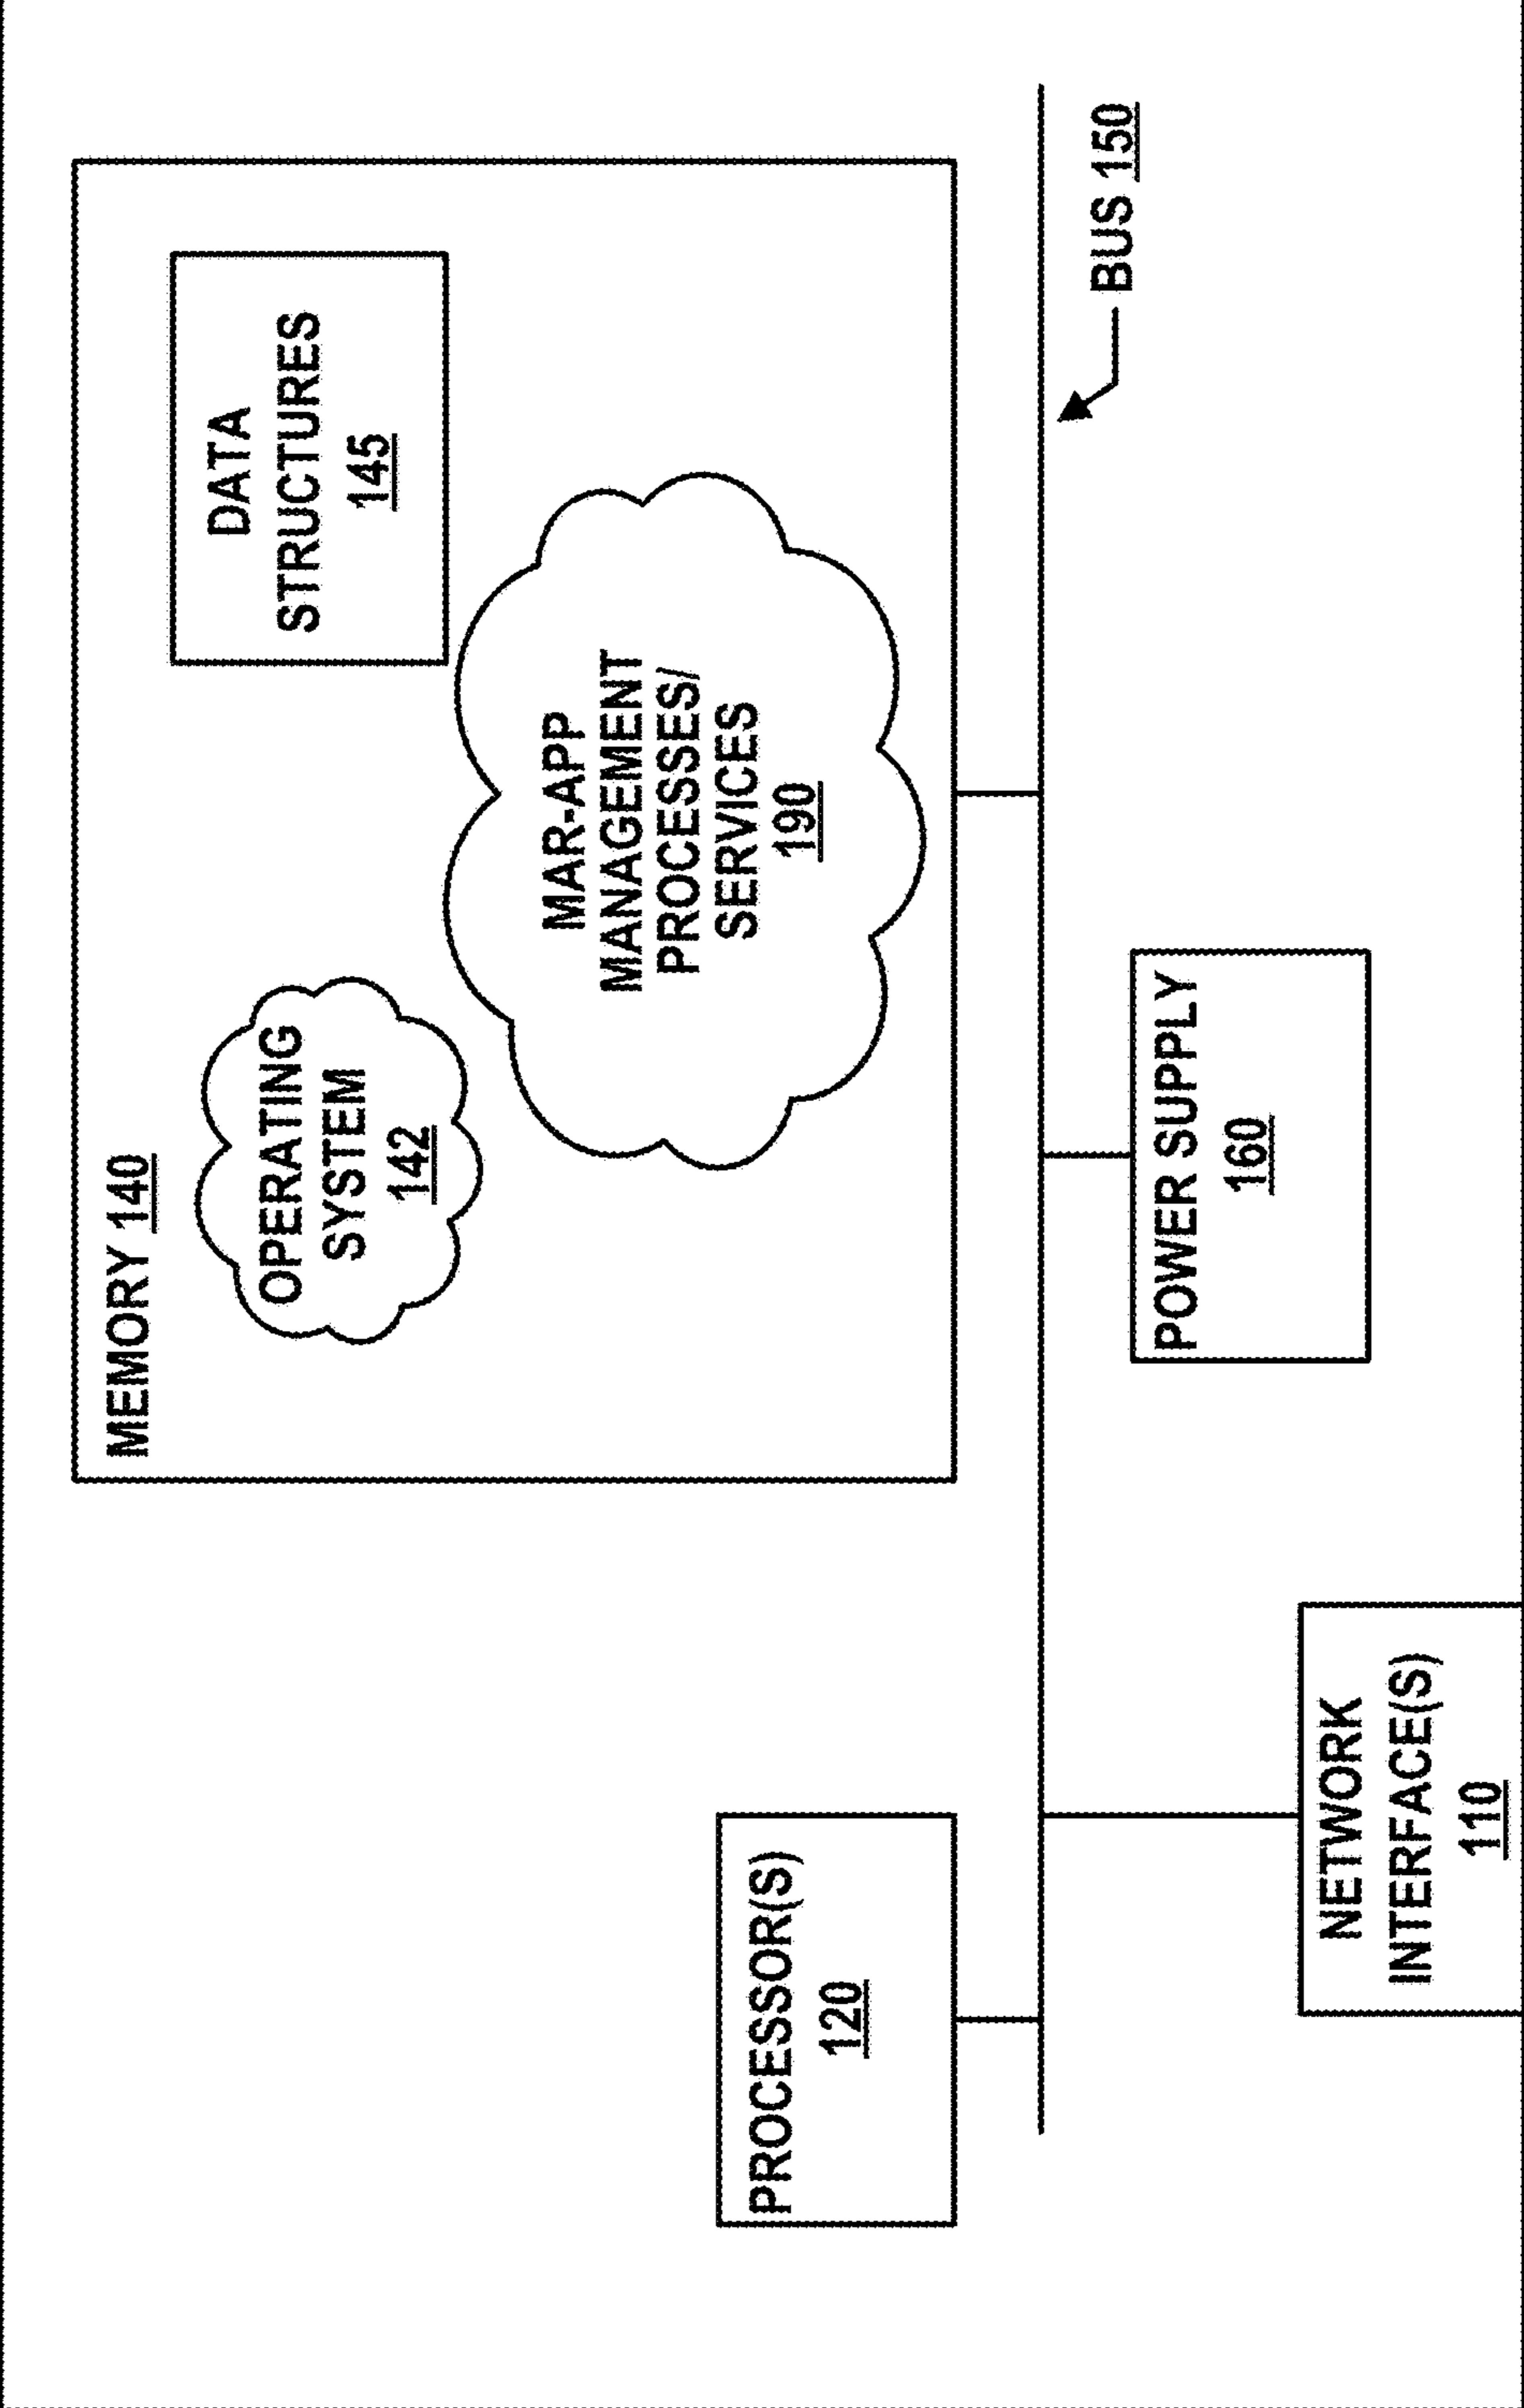 MEMORY 140
OPERATING
SYSTEM
142
DATA
STRUCTURES
145
MAR-APP
MANAGEMENT
PROCESSES/
SERVICES
190
PROCESSOR(S)
120
BUS 150
NETWORK
INTERFACE(S)
110
POWER SUPPLY
160